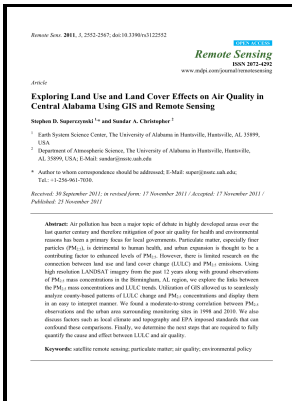 Remote Sens. 2011, 3, 2552-2567; doi:10.3390/rs3122552
OPEN ACCESS
Remote Sensing
ISSN 2072-4292
www.mdpi.com/journal/remotesensing
Article
Exploring Land Use and Land Cover Effects on Air Quality in
Central Alabama Using GIS and Remote Sensing
Stephen D. Superczynski 1,* and Sundar A. Christopher 2
1 Earth System Science Center, The University of Alabama in Huntsville, Huntsville, AL 35899,
USA
2 Department of Atmospheric Science, The University of Alabama in Huntsville, Huntsville,
AL 35899, USA; E-Mail: sundar@nsstc.uah.edu
* Author to whom correspondence should be addressed; E-Mail: super@nsstc.uah.edu;
Tel.: +1-256-961-7030.
Received: 30 September 2011; in revised form: 17 November 2011 / Accepted: 17 November 2011 /
Published: 25 November 2011
Abstract: Air pollution has been a major topic of debate in highly developed areas over the
last quarter century and therefore mitigation of poor air quality for health and environmental
reasons has been a primary focus for local governments. Particulate matter, especially finer
particles (PM2.5), is detrimental to human health, and urban expansion is thought to be a
contributing factor to enhanced levels of PM2.5. However, there is limited research on the
connection between land use and land cover change (LULC) and PM2.5 emissions. Using
high resolution LANDSAT imagery from the past 12 years along with ground observations
of PM2.5 mass concentrations in the Birmingham, AL region, we explore the links between
the PM2.5 mass concentrations and LULC trends. Utilization of GIS allowed us to seamlessly
analyze county-based patterns of LULC change and PM2.5 concentrations and display them
in an easy to interpret manner. We found a moderate-to-strong correlation between PM2.5
observations and the urban area surrounding monitoring sites in 1998 and 2010. We also
discuss factors such as local climate and topography and EPA imposed standards that can
confound these comparisons. Finally, we determine the next steps that are required to fully
quantify the cause and effect between LULC and air quality.
Keywords: satellite remote sensing; particulate matter; air quality; environmental policy